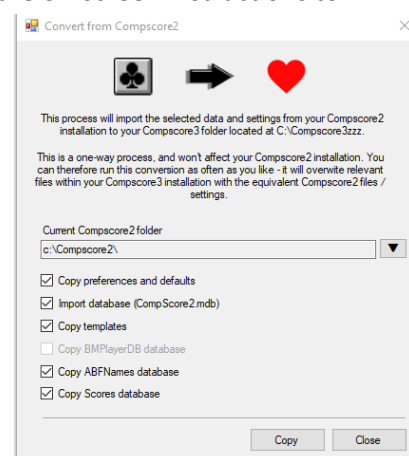 Convert from Compscore2
This process will import the selected data and settings from your Compscore2
installation to your Compscore3 folder located at C:\Compscore3zzz.
This is a one-way process, and won't affect your Compscore2 installation. You
can therefore run this conversion as often as you like - it will overwite relevant
files within your Compscore3 installation with the equivalent Compscore2 files /
settings.
Current Compscore2 folder
c:\Compscore2\
Copy preferences and defaults
Import database (CompScore2.mdb)
Copy templates
Copy BMPlayerDB database
Copy ABFNames database
Copy Scores database
Copy Close